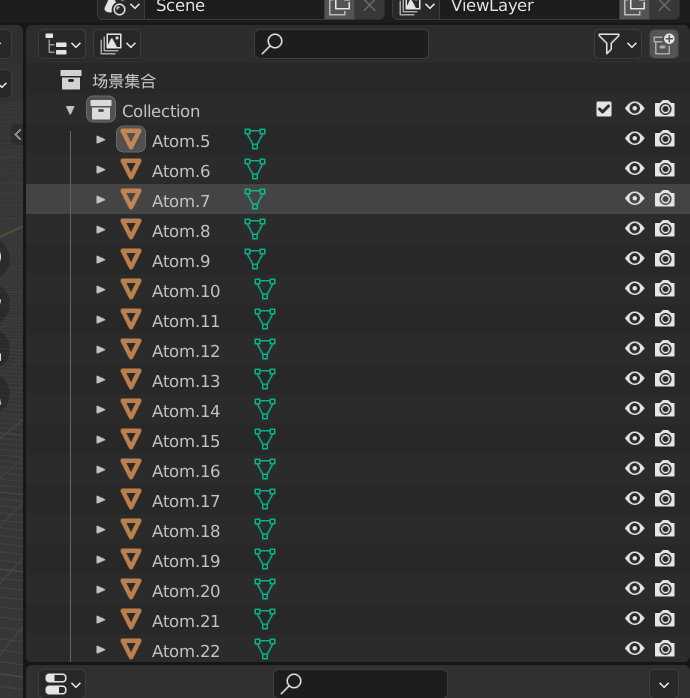 Scene ViewLayer
场景集合
Collection
Atom.5
Atom.6
Atom.7
Atom.8
Atom.9
Atom.10
Atom.11
Atom.12
Atom.13
Atom.14
Atom.15
Atom.16
Atom.17
Atom.18
Atom.19
Atom.20
Atom.21
Atom.22